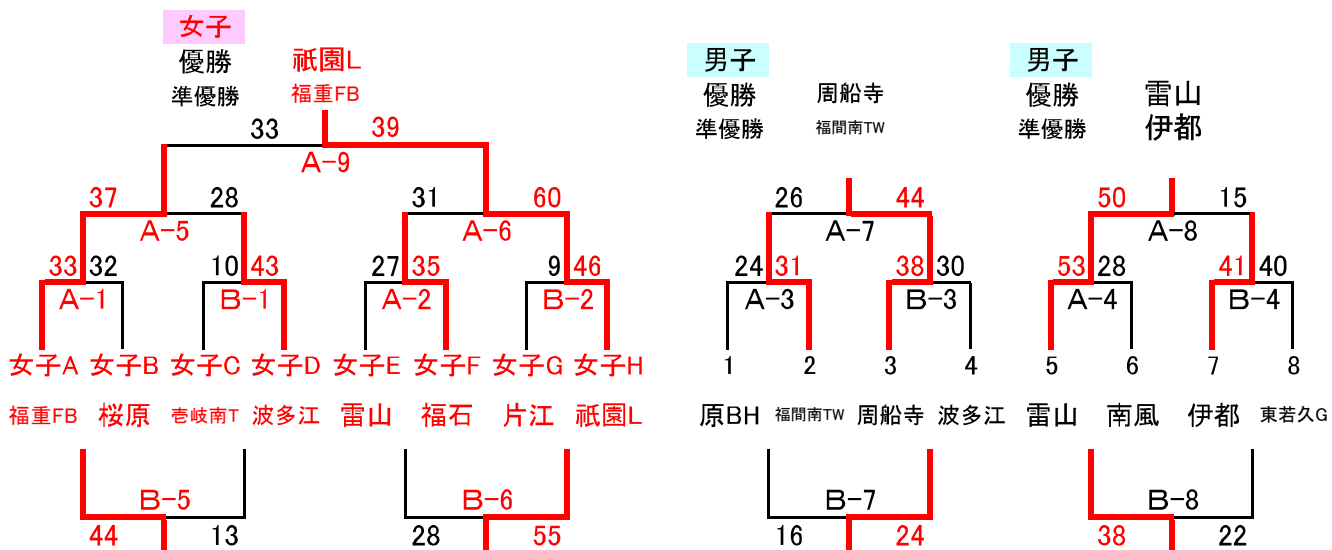 女子
優勝 祇園L
準優勝 福重FB
男子
優勝 周船寺
準優勝 福間南TW
男子
優勝 雷山
準優勝 伊都
33 39
A-9
37 28 31 60 26 44 50 15
A-5 A-6 A-7 A-8
33 32 10 43 27 35 9 46 24 31 38 30 53 28 41 40
A-1 B-1 A-2 B-2 A-3 B-3 A-4 B-4
女子A 女子B 女子C 女子D 女子E 女子F 女子G 女子H 1 2 3 4 5 6 7 8
福重FB 桜原 壱岐南T 波多江 雷山 福石 片江 祇園L 原BH 福間南TW 周船寺 波多江 雷山 南風 伊都 東若久G
B-5 B-6 B-7 B-8
44 13 28 55 16 24 38 22